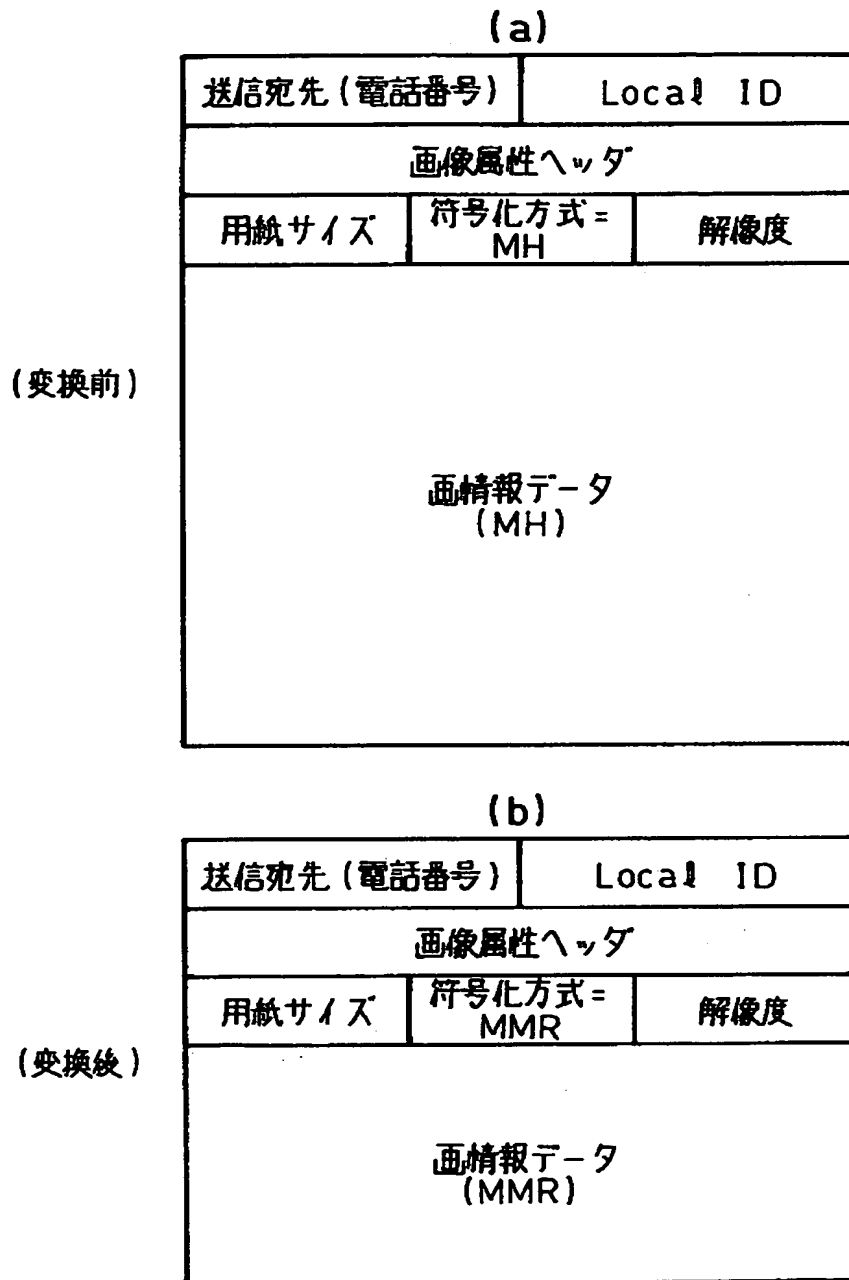 (a)
送信宛先(電話番号) Local ID
画像属性ヘッダ
用紙サイズ 符号化方式= 解像度
MH
(変換前)
画情報データ
(MH)
(b)
送信宛先(電話番号) Local ID
画像属性ヘッダ
用紙サイズ 符号化方式= 解像度
MMR
(変換後)
画情報データ
(MMR)